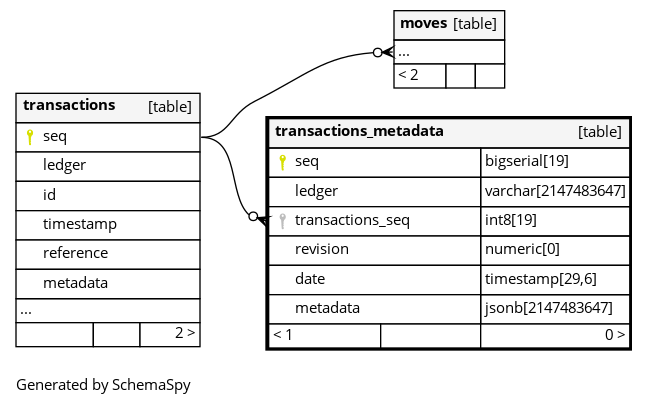 moves [table]
...
< 2
transactions [table]
seq
ledger
id
timestamp
reference
metadata
...
2 >
transactions_metadata [table]
seq bigserial[19]
ledger varchar[2147483647]
transactions_seq int8[19]
revision numeric[0]
date timestamp[29,6]
metadata jsonb[2147483647]
< 1 0 >
Generated by SchemaSpy